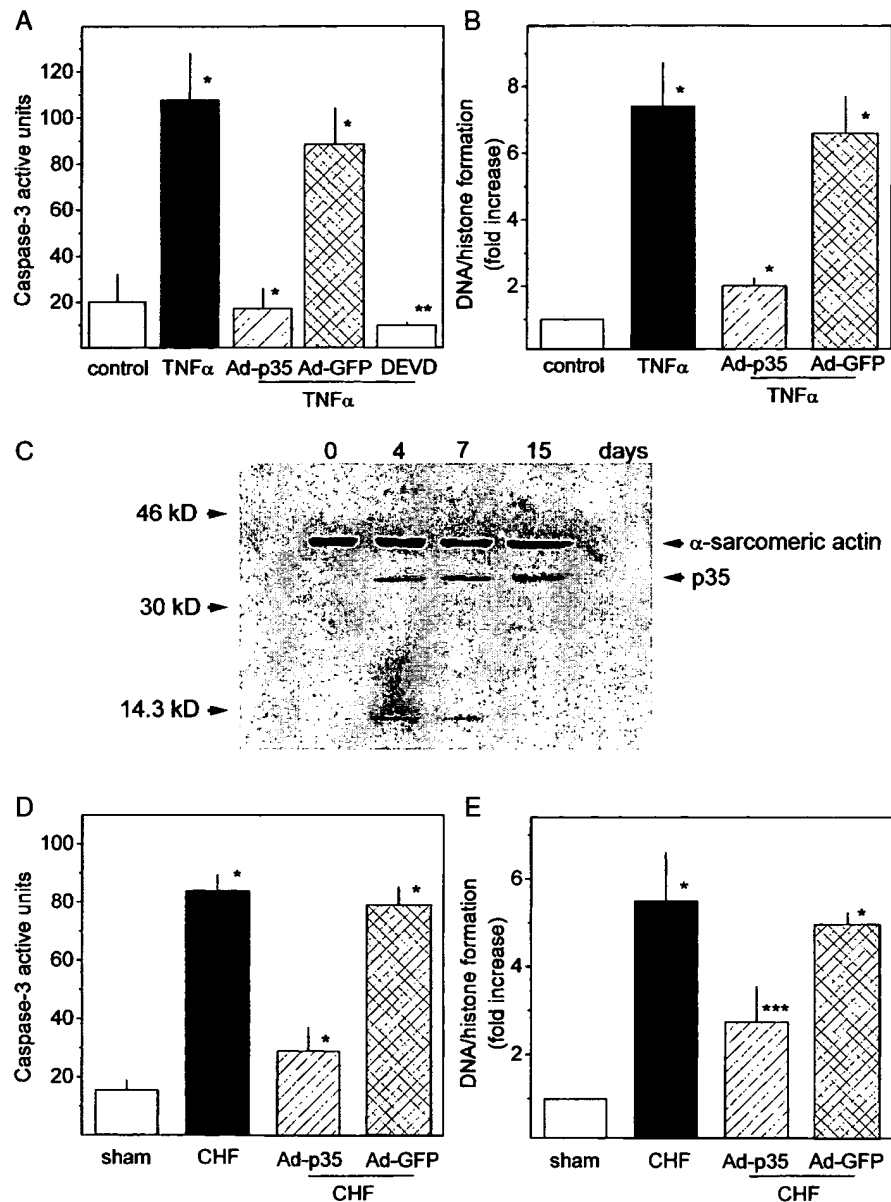 A
Caspase-3 active units
120
100
80
60
40
20
*
*
*
**
control TNFα Ad-p35 Ad-GFP DEVD
TNFα
B
DNA/histone formation
(fold increase)
8
6
4
2
*
*
*
control TNFα Ad-p35 Ad-GFP
TNFα
C
0 4 7 15 days
46 kD
30 kD
14.3 kD
α-sarcomeric actin
p35
D
Caspase-3 active units
100
80
60
40
20
*
*
*
sham CHF Ad-p35 Ad-GFP
CHF
E
DNA/histone formation
(fold increase)
6
4
2
*
***
*
sham CHF Ad-p35 Ad-GFP
CHF